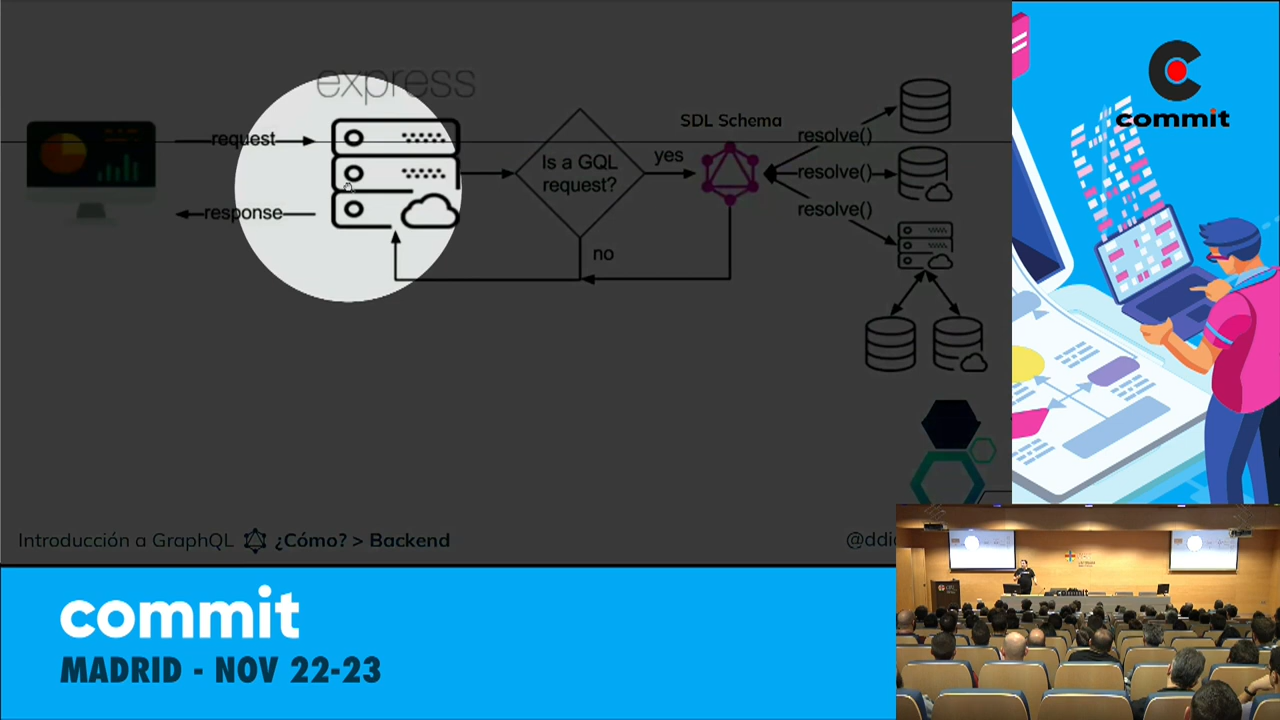 express
request
response
Is a GQL
request?
yes
no
SDL Schema
resolve()
resolve()
resolve()
Introducción a GraphQL ¿Cómo? > Backend
@ddi
commit
commit
MADRID - NOV 22-23